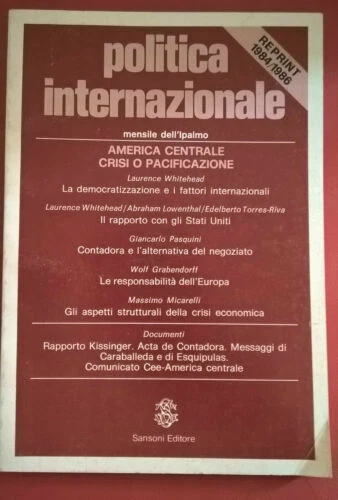 REPRINT
1984/1986
politica
internazionale
mensile dell'Ipalmo
AMERICA CENTRALE
CRISI O PACIFICAZIONE
Laurence Whitehead
La democratizzazione e i fattori internazionali
Laurence Whitehead/Abraham Lowenthal/Edelberto Torres-Riva
Il rapporto con gli Stati Uniti
Giancarlo Pasquini
Contadora e l'alternativa del negoziato
Wolf Grabendorff
Le responsabilità dell'Europa
Massimo Micarelli
Gli aspetti strutturali della crisi economica
Documenti
Rapporto Kissinger. Acta de Contadora. Messaggi di
Caraballeda e di Esquipulas.
Comunicato Cee-America centrale
Sansoni Editore